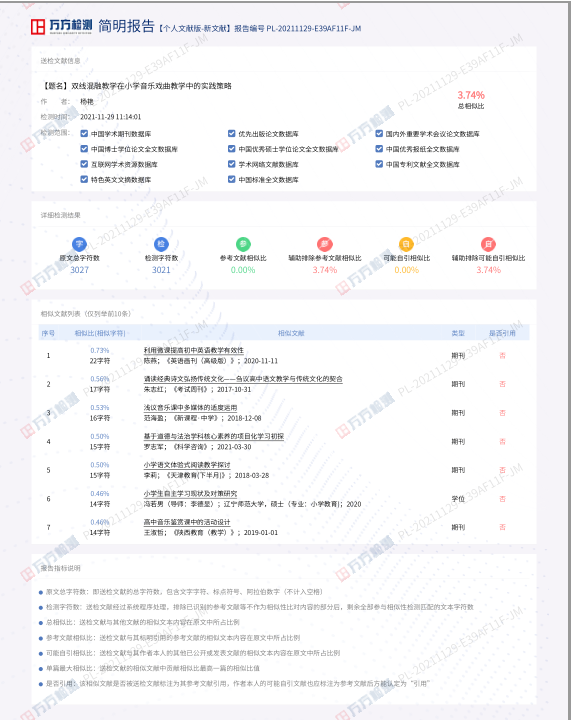 万方检测 简明报告【个人文献版-新文献】报告编号 PL-20211129-E39AF11F-JM
送检文献信息
【题名】双线混融教学在小学音乐戏曲教学中的实践策略
作 者： 杨艳
检测时间： 2021-11-29 11:14:01
3.74%
总相似比
检测范围： 中国学术期刊数据库 优先出版论文数据库 国内外重要学术会议论文数据库
中国博士学位论文全文数据库 中国优秀硕士学位论文全文数据库 中国优秀报纸全文数据库
互联网学术资源数据库 学术网络文献数据库 中国专利文献全文数据库
特色英文文摘数据库 中国标准全文数据库
详细检测结果
字 检 参 辅 自 自
原文总字符数 检测字符数 参考文献相似比 辅助排除参考文献相似比 可能自引相似比 辅助排除可能自引相似比
3027 3021 0.00% 3.74% 0.00% 3.74%
相似文献列表（仅列举前10条）
序号 相似比(相似字符) 相似文献 类型 是否引用
1 0.73% 22字符 利用微课提高初中英语教学有效性 期刊 否
陈薇；《英语画刊（高级版）》；2020-11-11
2 0.56% 17字符 诵读经典诗文弘扬传统文化——刍议高中语文教学与传统文化的契合 期刊 否
朱志红；《考试周刊》；2017-10-31
3 0.53% 16字符 浅议音乐课中多媒体的适度运用 期刊 否
范海盈；《新课程·中学》；2018-12-08
4 0.50% 15字符 基于道德与法治学科核心素养的项目化学习初探 期刊 否
罗志军；《科学咨询》；2021-03-30
5 0.50% 15字符 小学语文体验式阅读教学探讨 期刊 否
李莉；《天津教育(下半月)》；2018-03-28
6 0.46% 14字符 小学生自主学习现状及对策研究 学位 否
冯若男（导师：李德显）；辽宁师范大学，硕士（专业：小学教育）；2020
7 0.46% 14字符 高中音乐鉴赏课中的活动设计 期刊 否
王淑哲；《陕西教育（教学）》；2019-01-01
报告指标说明
原文总字符数：即送检文献的总字符数，包含文字字符、标点符号、阿拉伯数字（不计入空格）
检测字符数：送检文献经过系统程序处理，排除已识别的参考文献等不作为相似性比对内容的部分后，剩余全部参与相似性检测匹配的文本字符数
总相似比：送检文献与其他文献的相似文本内容在原文中所占比例
参考文献相似比：送检文献与其标明引用的参考文献的相似文本内容在原文中所占比例
可能自引相似比：送检文献与其作者本人的其他已公开或发表文献的相似文本内容在原文中所占比例
单篇最大相似比：送检文献的相似文献中贡献相似比最高一篇的相似比值
是否引用：该相似文献是否被送检文献标注为其参考文献引用，作者本人的可能自引文献也应标注为参考文献后方能认定为“引用”